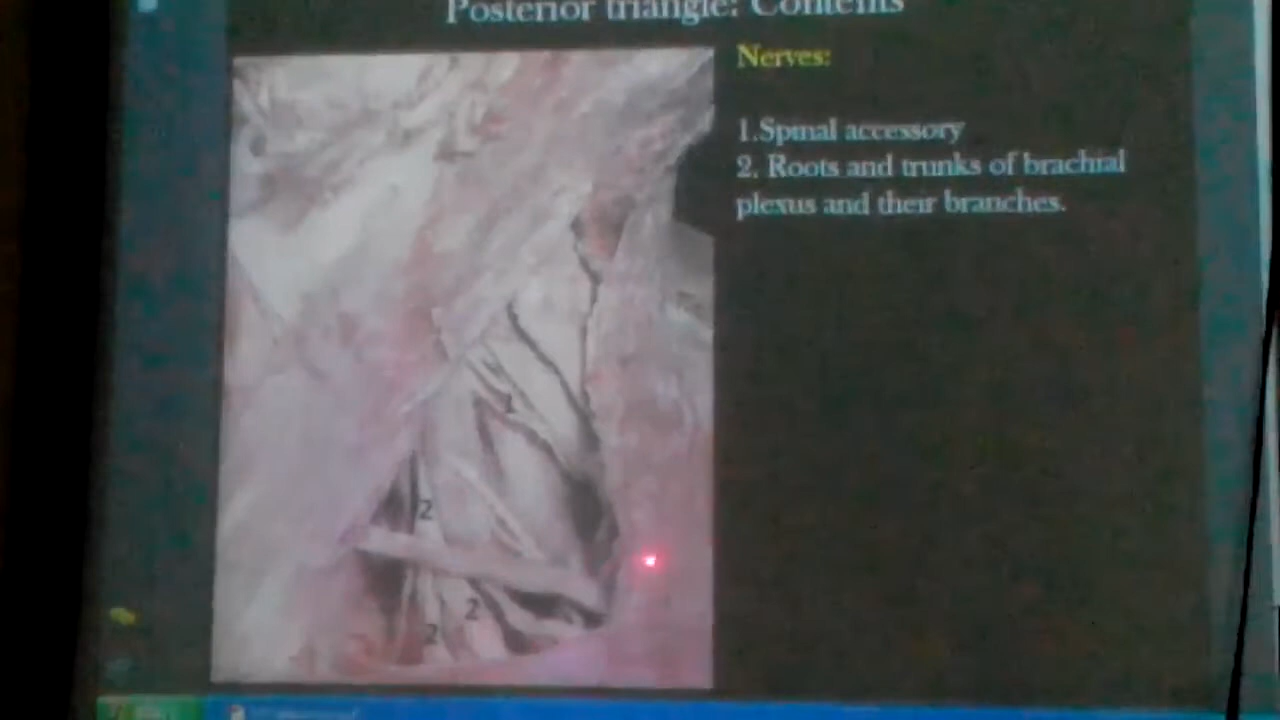 Posterior triangle: Contents
Nerves:
1.Spinal accessory
2. Roots and trunks of brachial
plexus and their branches.
1
2
2
2